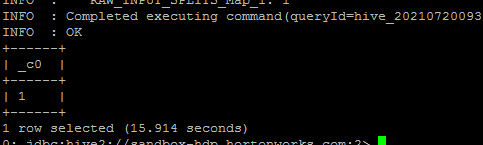 INFO  :     RAW_INPUT_SPLITS_Map_1: 1
INFO  : Completed executing command(queryId=hive_20210720093
INFO  : OK
+------+
| _c0  |
+------+
| 1    |
+------+
1 row selected (15.914 seconds)
0: jdbc:hive2://sandbox-hdp.hortonworks.com:2>